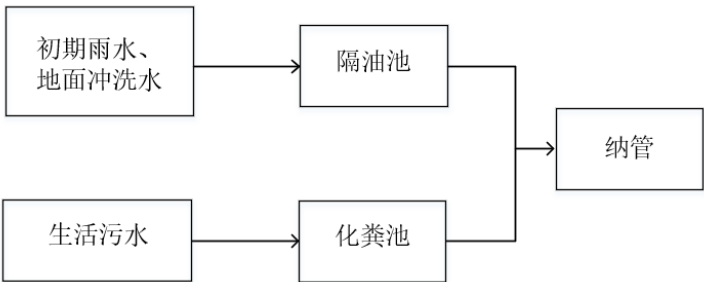 初期雨水、
地面冲洗水
隔油池
纳管
生活污水
化粪池